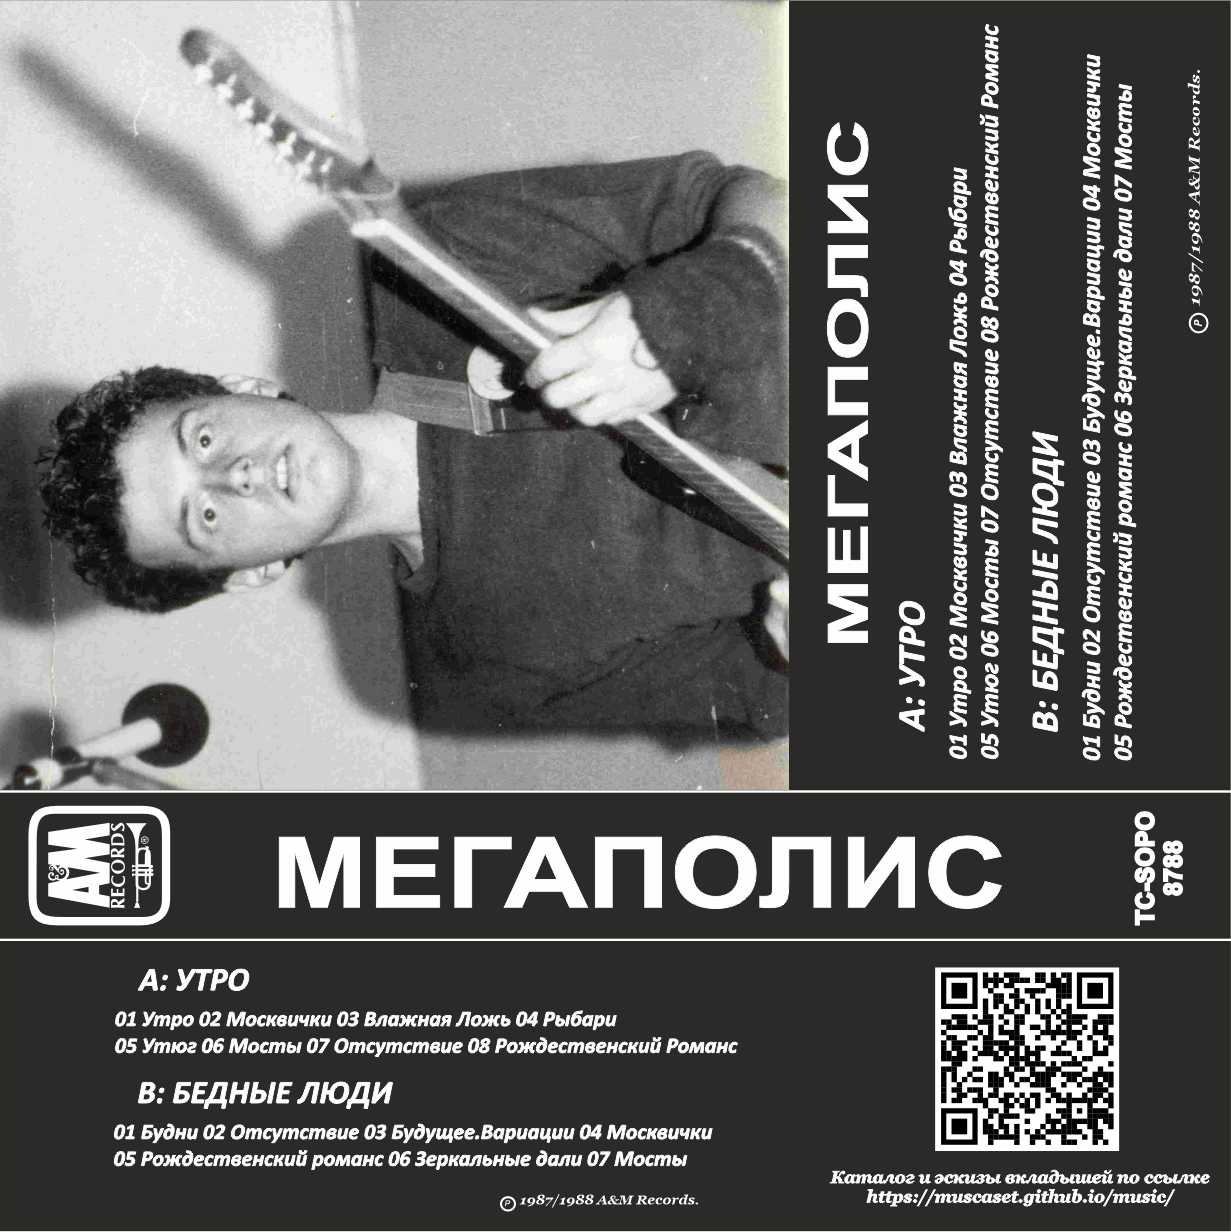 МЕГАПОЛИС
А: УТРО
01 Утро 02 Москвички 03 Влажная Ложь 04 Рыбари
05 Утюг 06 Мосты 07 Отсутствие 08 Рождественский Романс
В: БЕДНЫЕ ЛЮДИ
01 Будни 02 Отсутствие 03 Будущее.Вариации 04 Москвички
05 Рождественский романс 06 Зеркальные дали 07 Мосты
℗ 1987/1988 A&M Records.
A&M
RECORDS
®
МЕГАПОЛИС
TC-SOPO
8788
А: УТРО
01 Утро 02 Москвички 03 Влажная Ложь 04 Рыбари
05 Утюг 06 Мосты 07 Отсутствие 08 Рождественский Романс
В: БЕДНЫЕ ЛЮДИ
01 Будни 02 Отсутствие 03 Будущее.Вариации 04 Москвички
05 Рождественский романс 06 Зеркальные дали 07 Мосты
℗ 1987/1988 A&M Records.
Каталог и эскизы вкладышей по ссылке
https://muscaset.github.io/music/